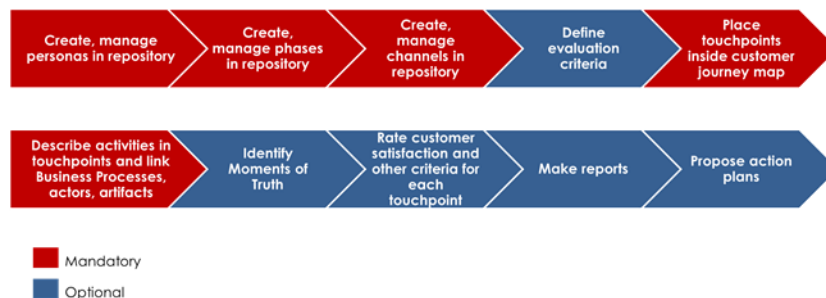 Create, manage
personas in repository
Create,
manage phases
in repository
Create,
manage
channels in
repository
Define
evaluation
criteria
Place
touchpoints
inside customer
journey map
Describe activities in
touchpoints and link
Business Processes,
actors, artifacts
Identify
Moments of
Truth
Rate customer
satisfaction and
other criteria for
each
touchpoint
Make reports
Propose action
plans
Mandatory
Optional